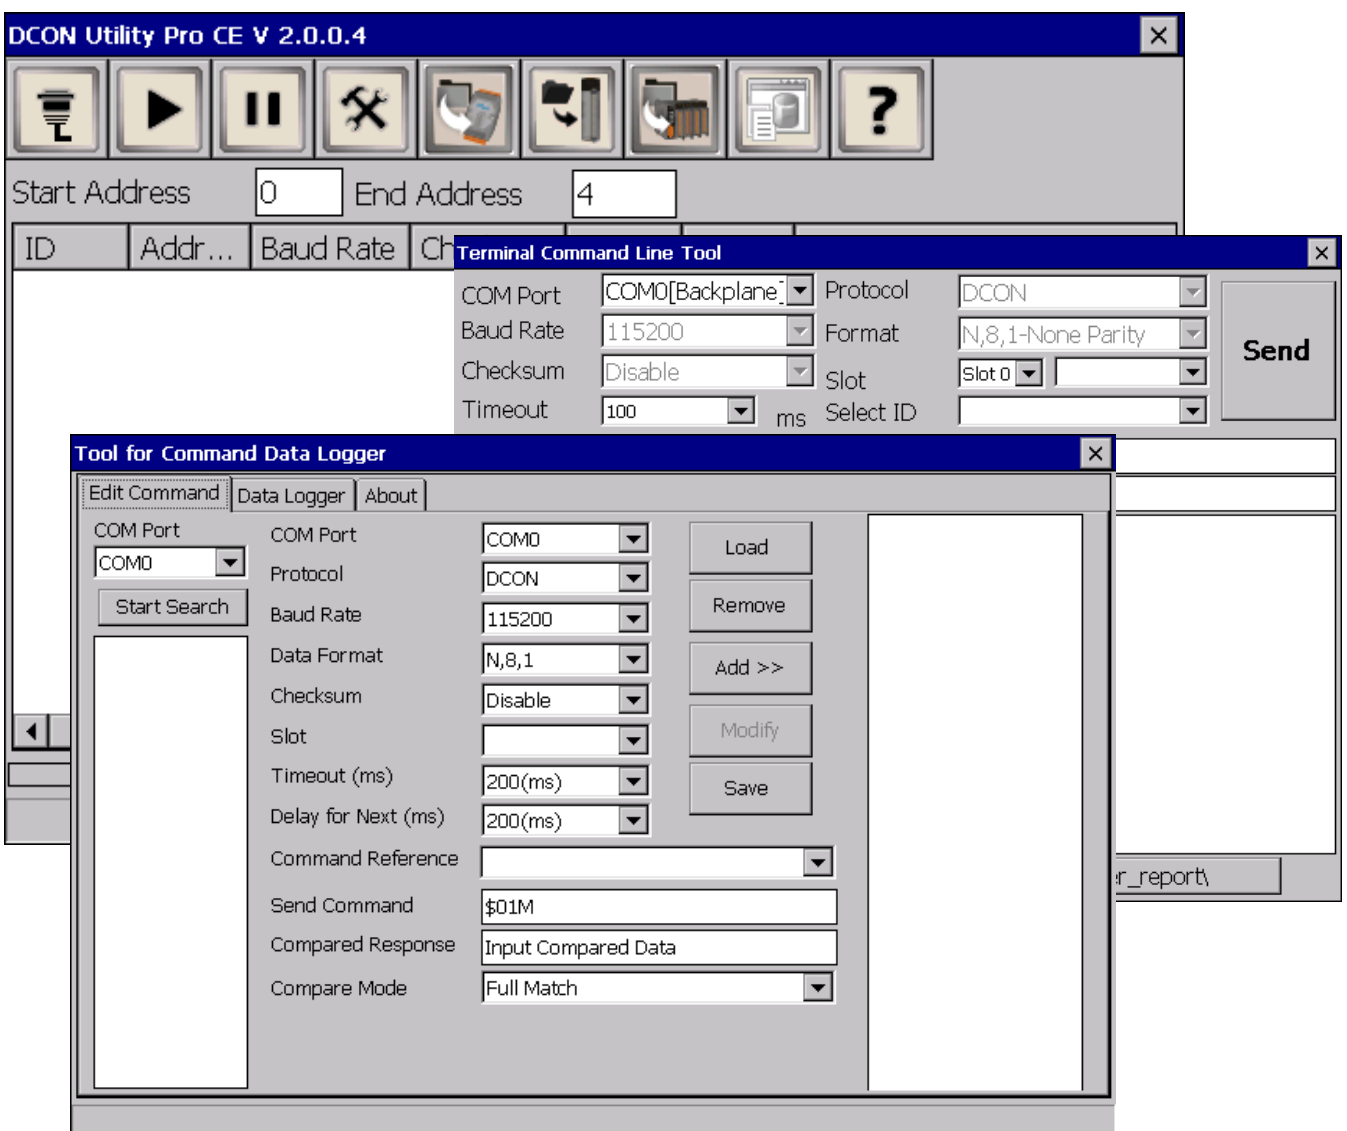 DCON Utility Pro CE V 2.0.0.4
Start Address 0 End Address 4
ID Addr... Baud Rate Ch
Terminal Command Line Tool
COM Port COM0[Backplane] Protocol DCON
Baud Rate 115200 Format N,8,1-None Parity
Send
Checksum Disable Slot Slot 0
Timeout 100 ms Select ID
Tool for Command Data Logger
Edit Command Data Logger About
COM Port
COM0
Start Search
COM Port COM0
Protocol DCON
Baud Rate 115200
Data Format N,8,1
Checksum Disable
Slot
Timeout (ms) 200(ms)
Delay for Next (ms) 200(ms)
Command Reference
Send Command $01M
Compared Response Input Compared Data
Compare Mode Full Match
Load
Remove
Add >>
Modify
Save
er_report\